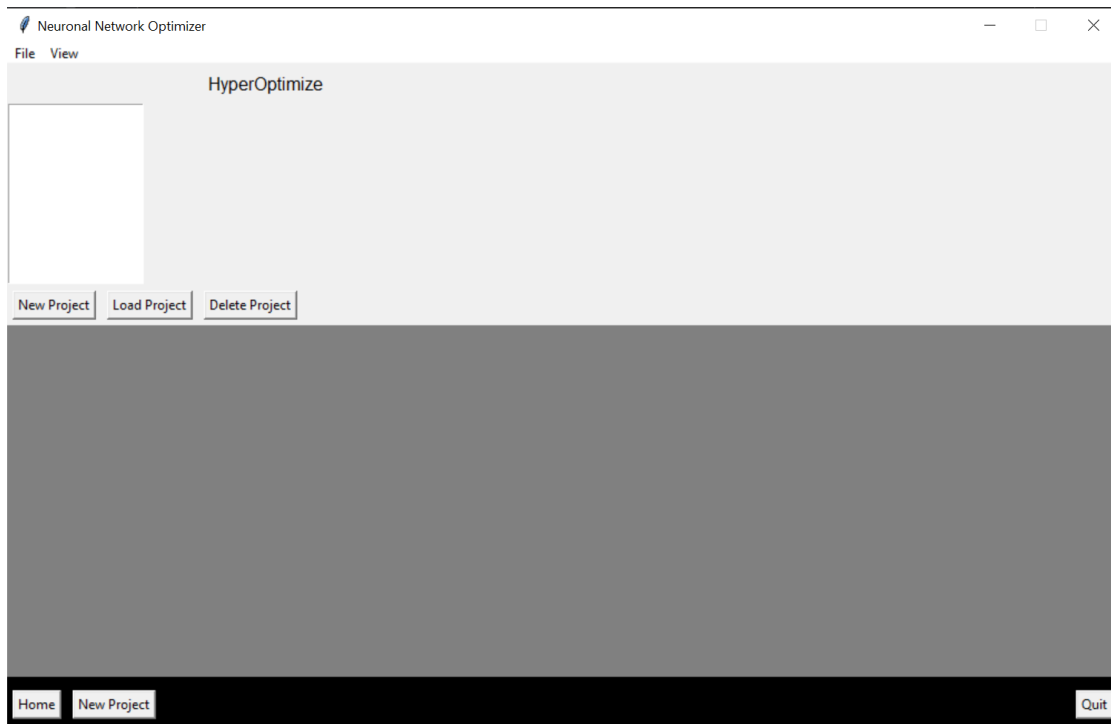 Neuronal Network Optimizer
File View
HyperOptimize
New Project Load Project Delete Project
Home New Project Quit